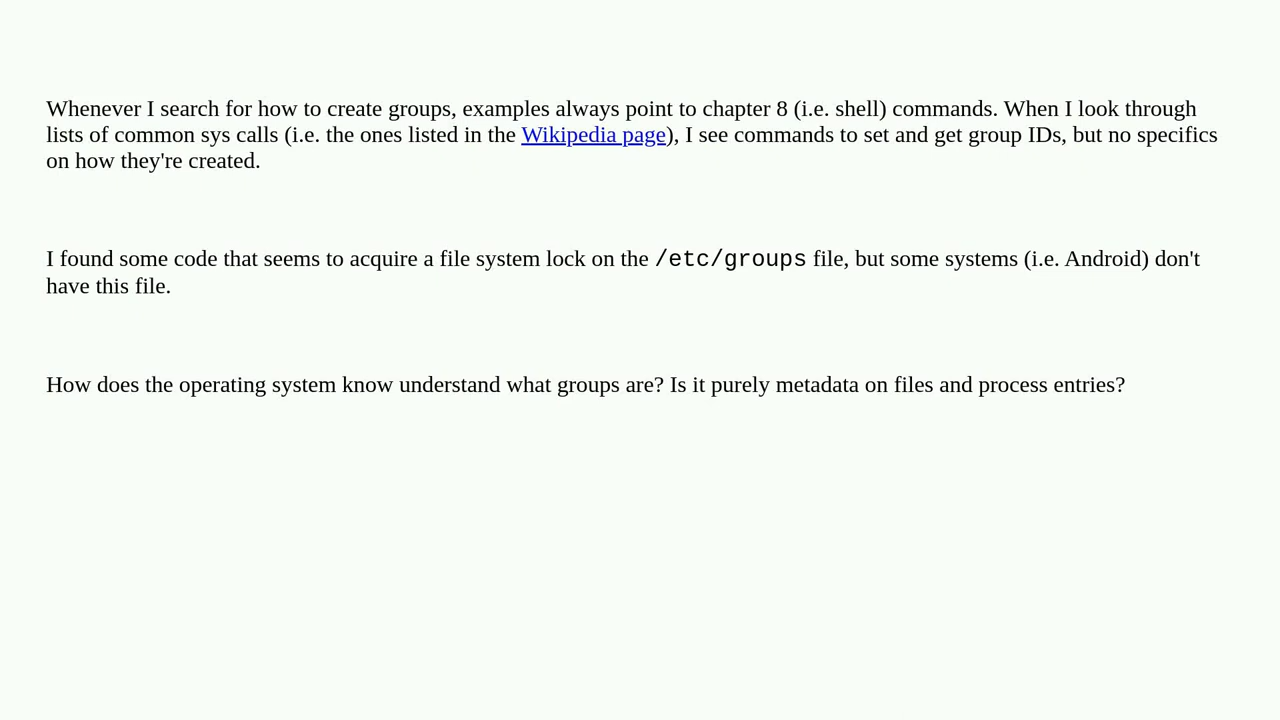 Whenever I search for how to create groups, examples always point to chapter 8 (i.e. shell) commands. When I look through
lists of common sys calls (i.e. the ones listed in the Wikipedia page), I see commands to set and get group IDs, but no specifics
on how they're created.
I found some code that seems to acquire a file system lock on the /etc/groups file, but some systems (i.e. Android) don't
have this file.
How does the operating system know understand what groups are? Is it purely metadata on files and process entries?